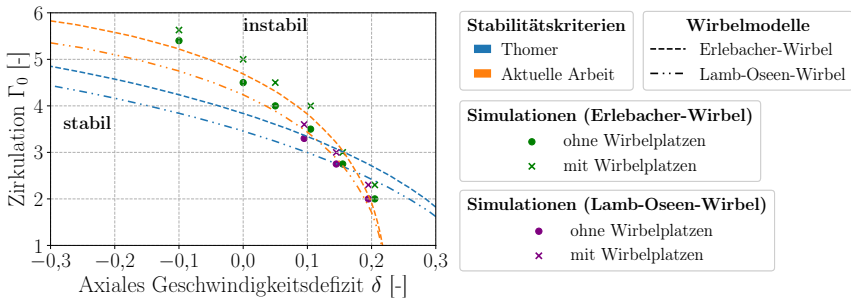 Zirkulation Γ₀ [-]
6
5
4
3
2
1
instabil
stabil
−0,3 −0,2 −0,1 0,0 0,1 0,2 0,3
Axiales Geschwindigkeitsdefizit δ [-]
Stabilitätskriterien
Thomer
Aktuelle Arbeit
Wirbelmodelle
Erlebacher-Wirbel
Lamb-Oseen-Wirbel
Simulationen (Erlebacher-Wirbel)
ohne Wirbelplatzen
mit Wirbelplatzen
Simulationen (Lamb-Oseen-Wirbel)
ohne Wirbelplatzen
mit Wirbelplatzen